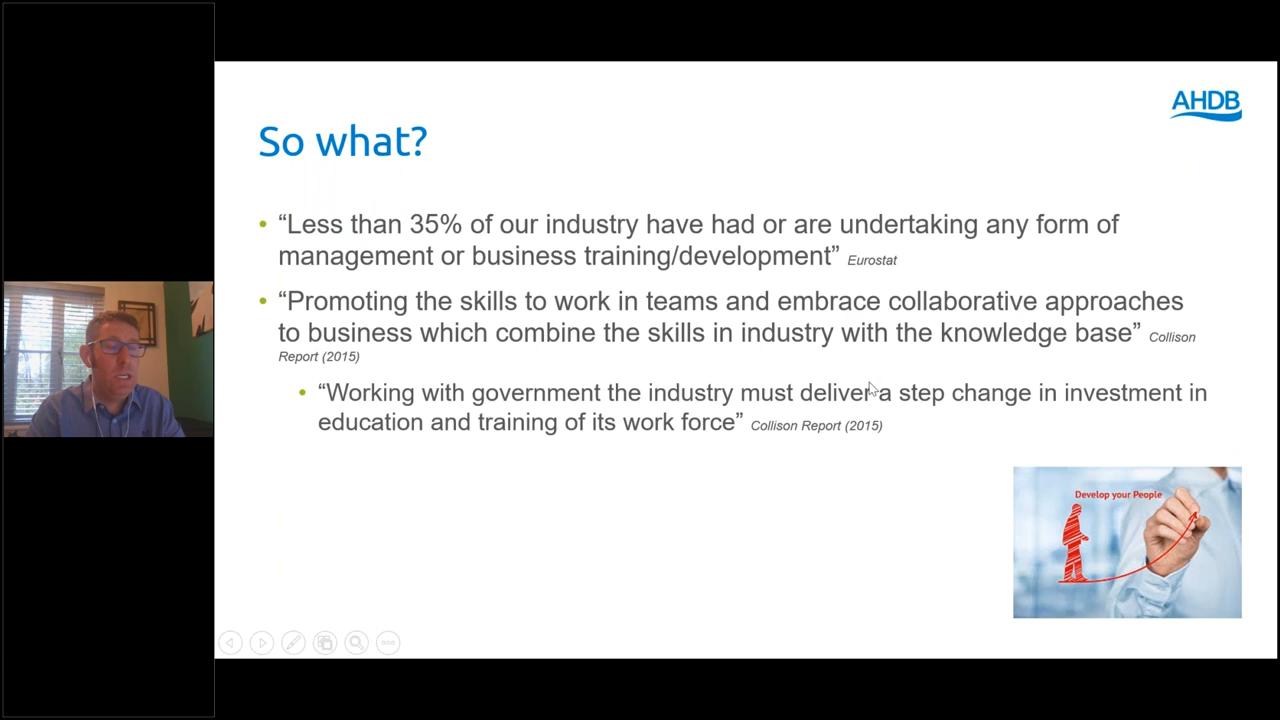 AHDB
So what?
• “Less than 35% of our industry have had or are undertaking any form of
management or business training/development” Eurostat
• “Promoting the skills to work in teams and embrace collaborative approaches
to business which combine the skills in industry with the knowledge base” Collison
Report (2015)
• “Working with government the industry must deliver a step change in investment in
education and training of its work force” Collison Report (2015)
Develop your People